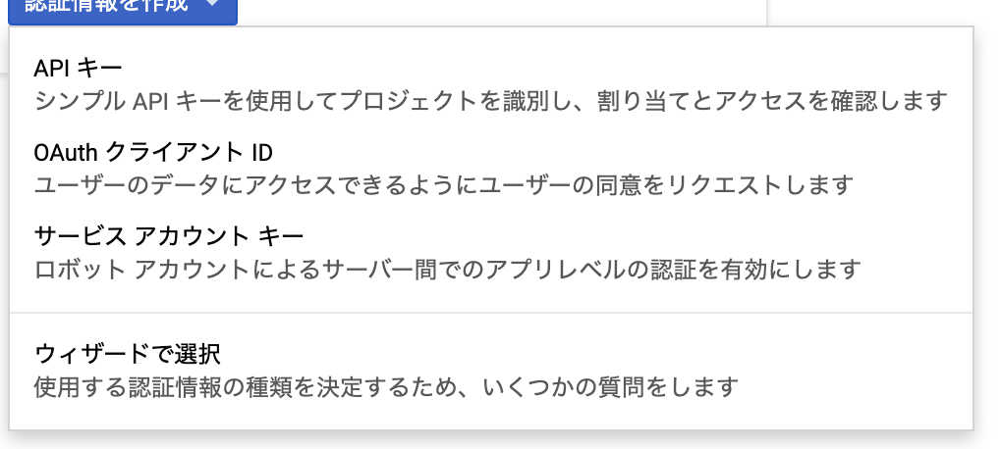 認証情報を作成
API キー
シンプル API キーを使用してプロジェクトを識別し、割り当てとアクセスを確認します
OAuth クライアント ID
ユーザーのデータにアクセスできるようにユーザーの同意をリクエストします
サービス アカウント キー
ロボット アカウントによるサーバー間でのアプリレベルの認証を有効にします
ウィザードで選択
使用する認証情報の種類を決定するため、いくつかの質問をします